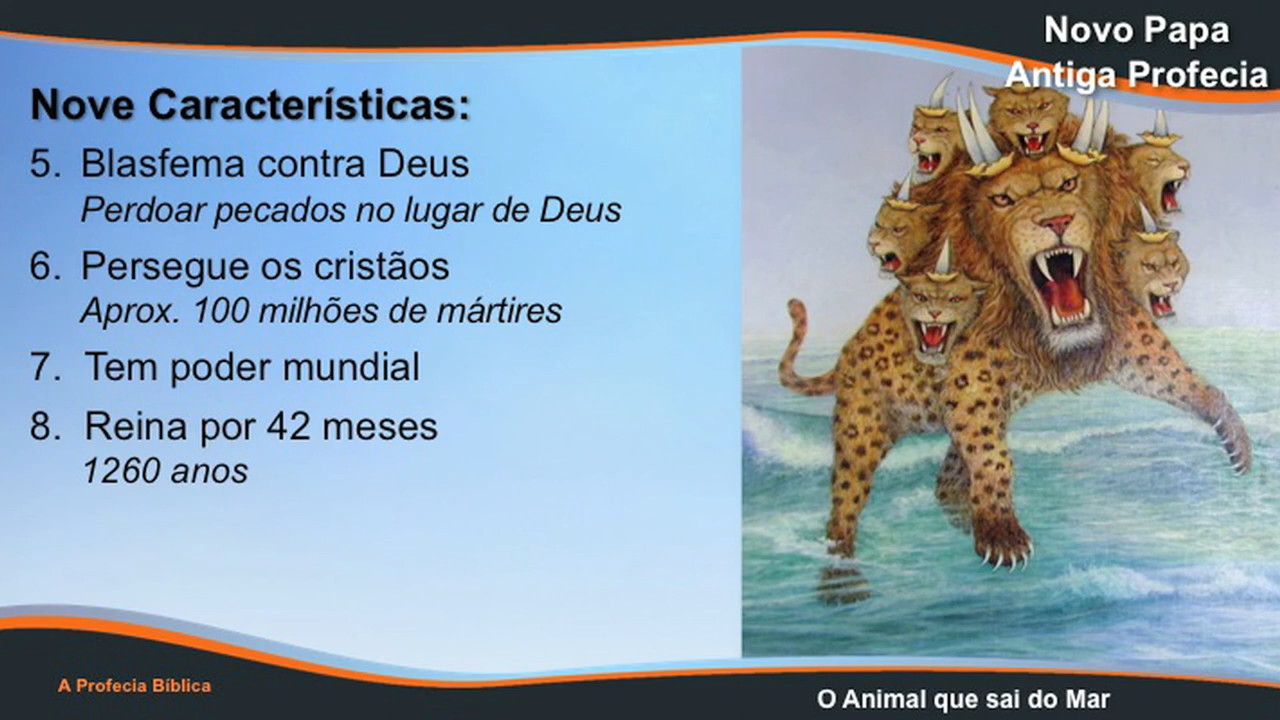 Novo Papa
Antiga Profecia
Nove Características:
5. Blasfema contra Deus
Perdoar pecados no lugar de Deus
6. Persegue os cristãos
Aprox. 100 milhões de mártires
7. Tem poder mundial
8. Reina por 42 meses
1260 anos
A Profecia Bíblica
O Animal que sai do Mar